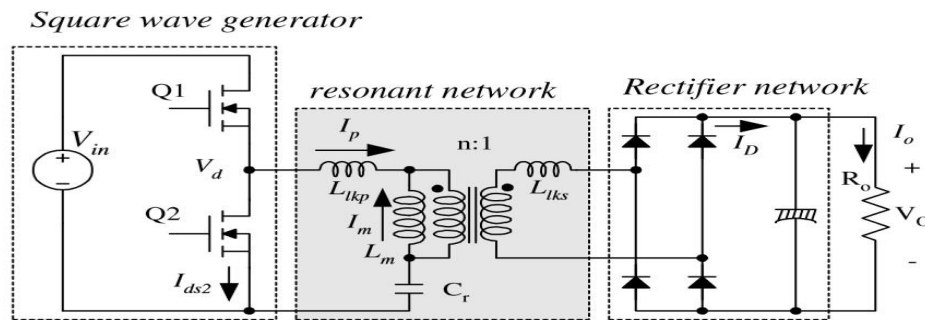 Square wave generator
resonant network
Rectifier network
Q1
I_p
n:1
I_D
I_o
+
V_in
+
-
V_d
L_lkp
L_lks
R_o
V_O
Q2
I_m
L_m
-
I_ds2
C_r